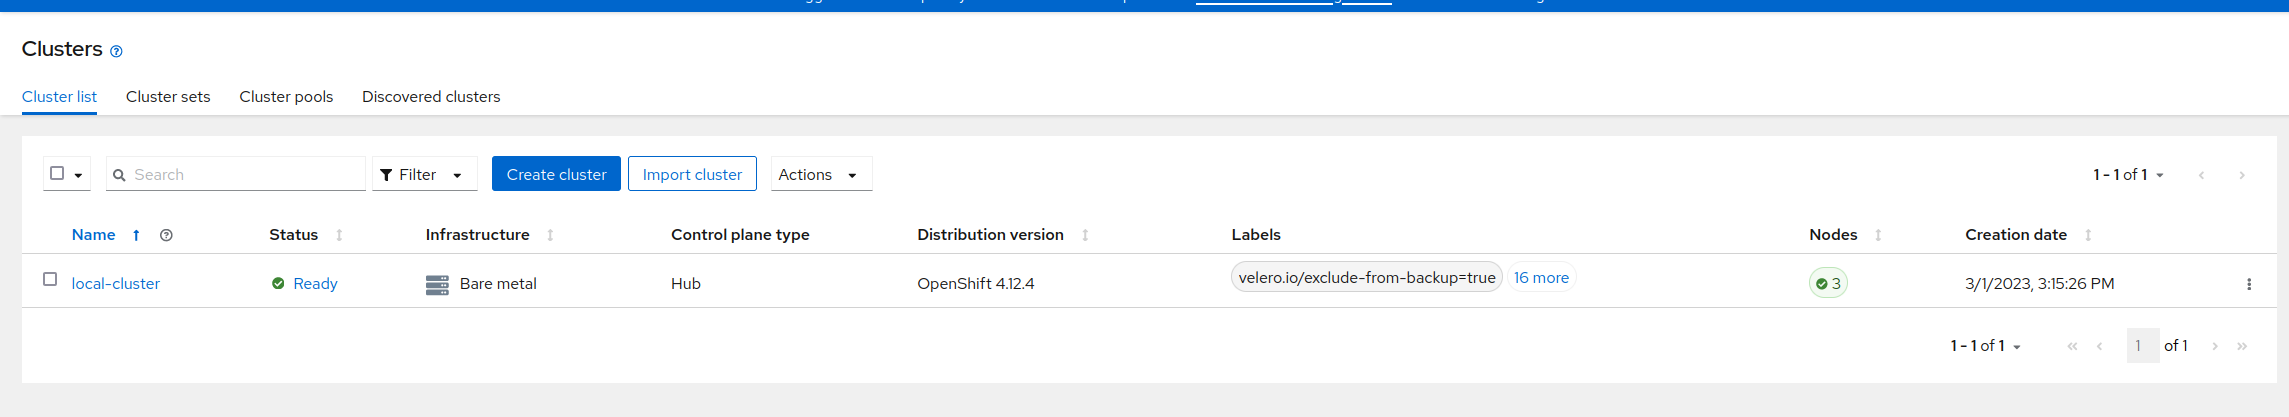 Clusters
Cluster list Cluster sets Cluster pools Discovered clusters
Search Filter Create cluster Import cluster Actions 1 - 1 of 1
Name Status Infrastructure Control plane type Distribution version Labels Nodes Creation date
local-cluster Ready Bare metal Hub OpenShift 4.12.4 velero.io/exclude-from-backup=true 16 more 3 3/1/2023, 3:15:26 PM
1 - 1 of 1 1 of 1